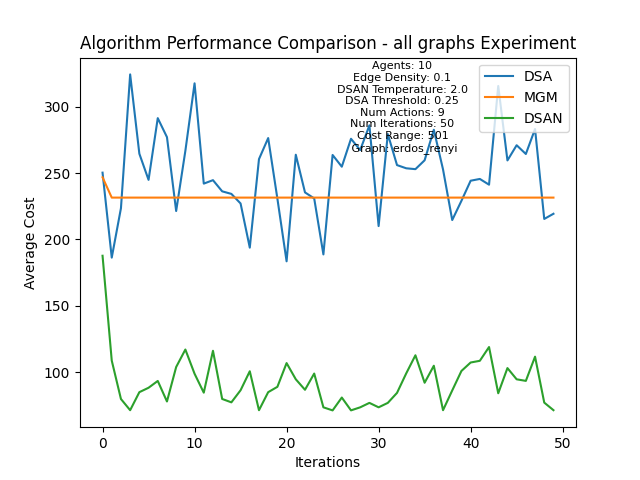 Algorithm Performance Comparison - all graphs Experiment
Agents: 10
Edge Density: 0.1
DSAN Temperature: 2.0
DSA Threshold: 0.25
Num Actions: 9
Num Iterations: 50
Cost Range: 101
Graph: erdos_renyi
DSA
MGM
DSAN
Average Cost
300
250
200
150
100
0 10 20 30 40 50
Iterations